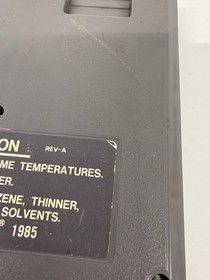 ON REV-A
ME TEMPERATURES.
ER.
ZENE, THINNER,
SOLVENTS.
® 1985